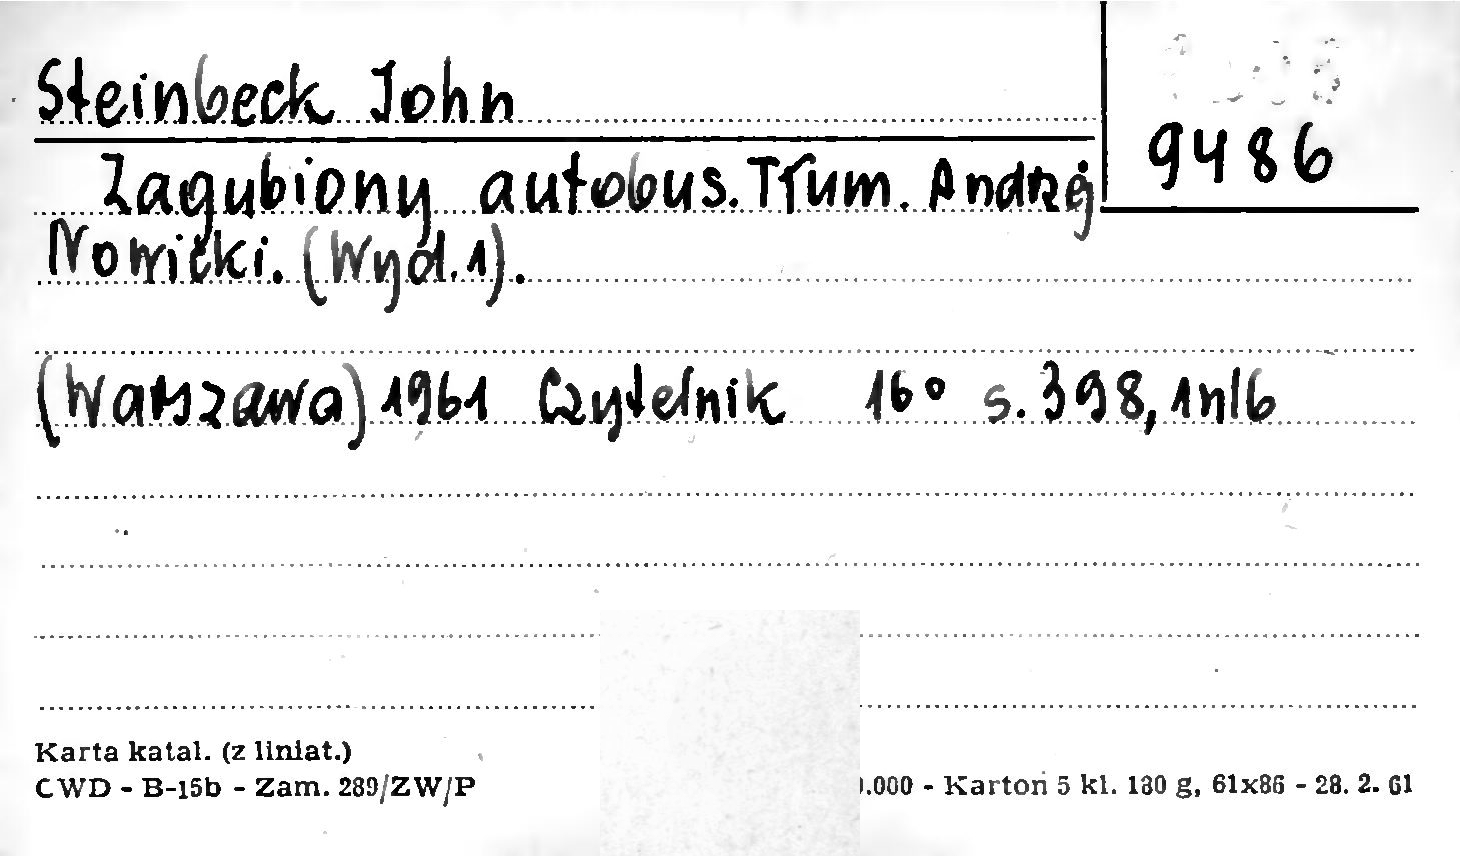 Steinbeck John
9486
Zagubiony autobus. Tłum. Andrzej
Nowicki. (Wyd. 1).
(Warszawa) 1961 Czytelnik 16° s. 398, 1nlb
Karta katal. (z liniat.)
CWD - B-15b - Zam. 289/ZW/P
.000 - Karton 5 kl. 180 g, 61x86 - 28. 2. 61